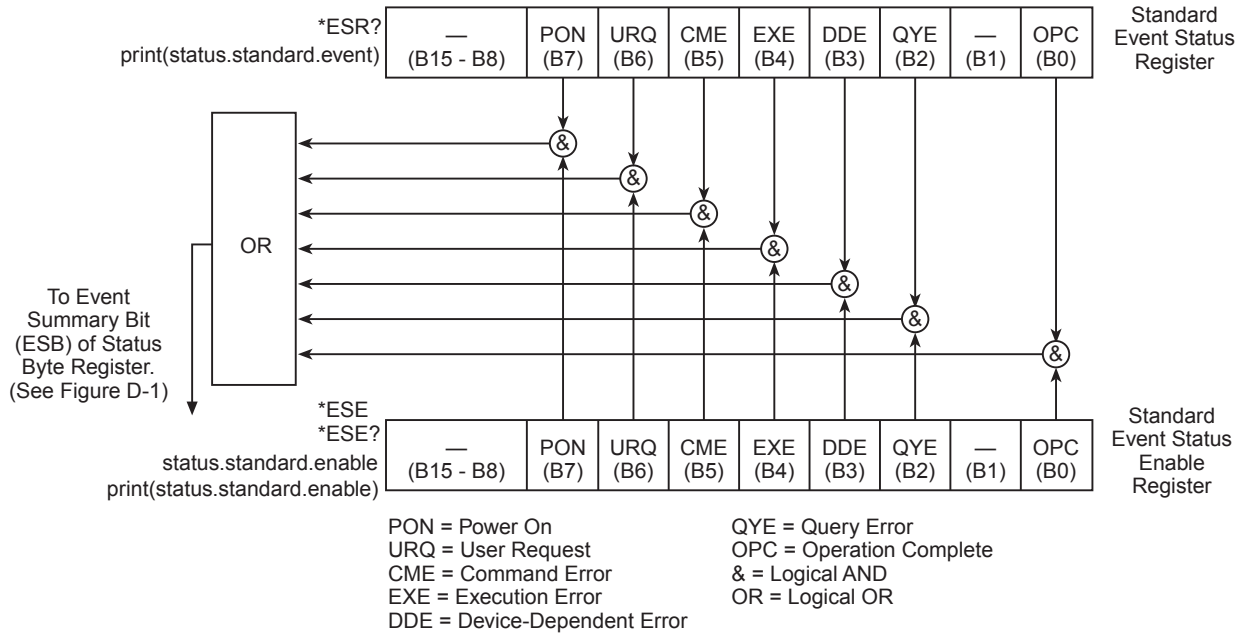 *ESR?
print(status.standard.event)
—
(B15 - B8)
PON
(B7)
URQ
(B6)
CME
(B5)
EXE
(B4)
DDE
(B3)
QYE
(B2)
—
(B1)
OPC
(B0)
Standard
Event Status
Register
&
&
&
&
&
&
&
OR
To Event
Summary Bit
(ESB) of Status
Byte Register.
(See Figure D-1)
*ESE
*ESE?
status.standard.enable
print(status.standard.enable)
—
(B15 - B8)
PON
(B7)
URQ
(B6)
CME
(B5)
EXE
(B4)
DDE
(B3)
QYE
(B2)
—
(B1)
OPC
(B0)
Standard
Event Status
Enable
Register
PON = Power On
URQ = User Request
CME = Command Error
EXE = Execution Error
DDE = Device-Dependent Error
QYE = Query Error
OPC = Operation Complete
& = Logical AND
OR = Logical OR